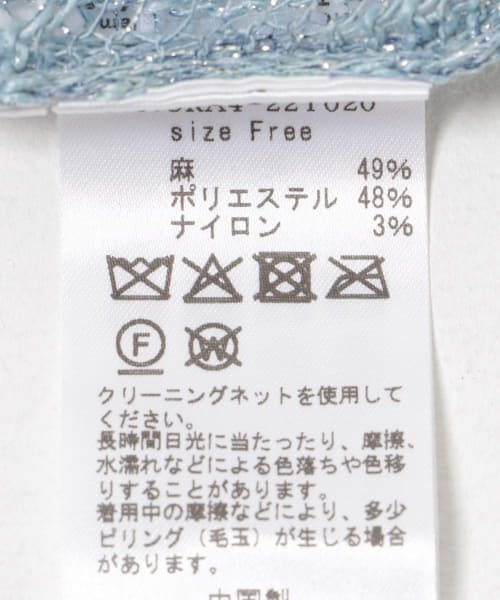 size Free
麻 49%
ポリエステル 48%
ナイロン 3%
F
W
クリーニングネットを使用して
ください。
長時間日光に当たったり、摩擦、
水濡れなどによる色落ちや色移
りすることがあります。
着用中の摩擦などにより、多少
ピリング（毛玉）が生じる場合
があります。
中国製